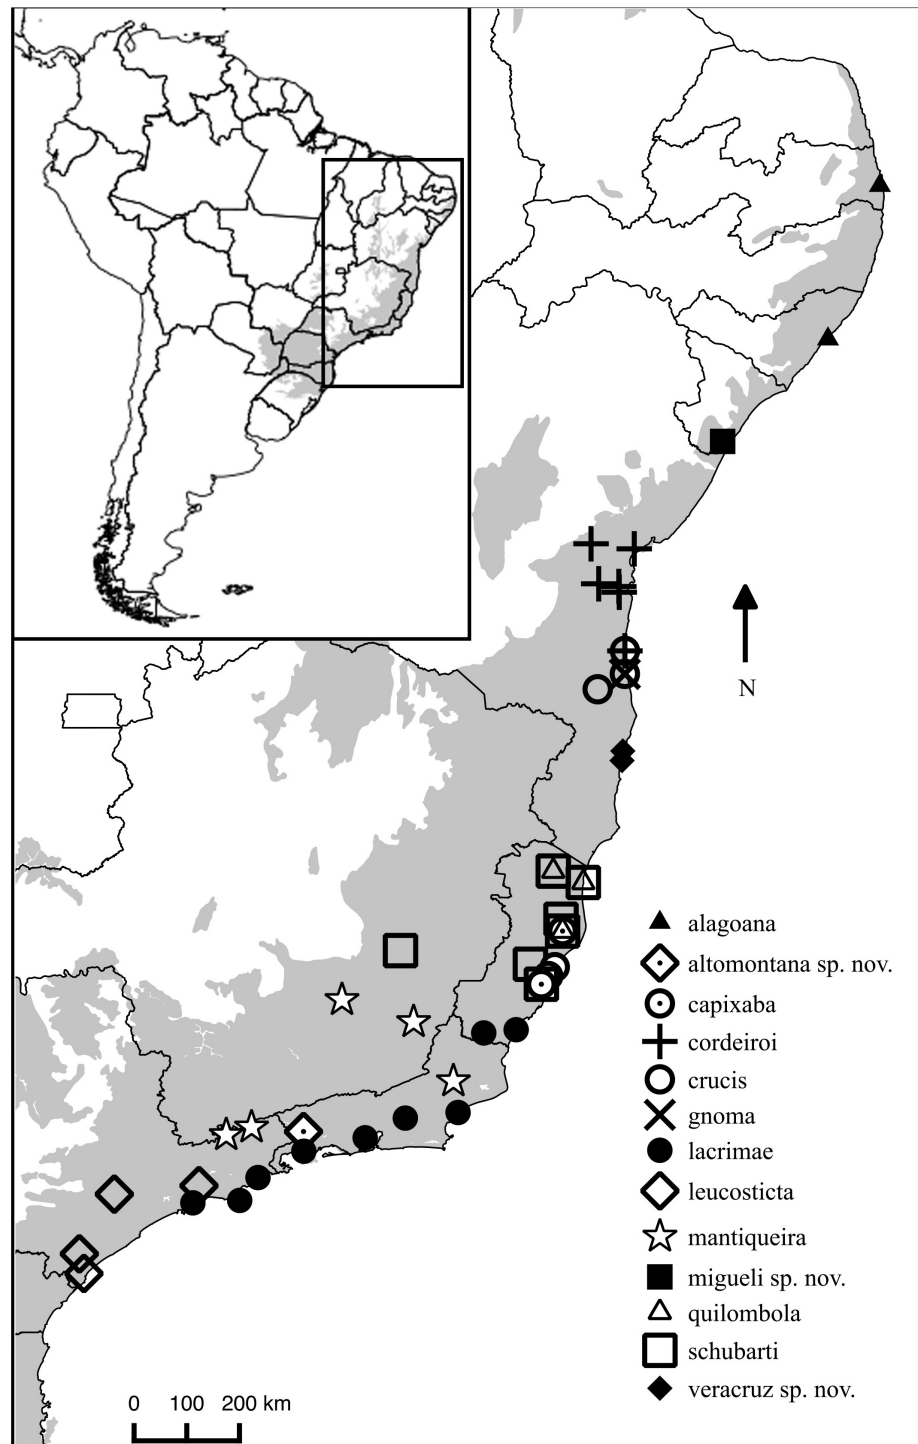 N
alagoana
altomontana sp. nov.
capixaba
cordeiroi
crucis
gnoma
lacrimae
leucosticta
mantiqueira
migueli sp. nov.
quilombola
schubarti
veracruz sp. nov.
0 100 200 km